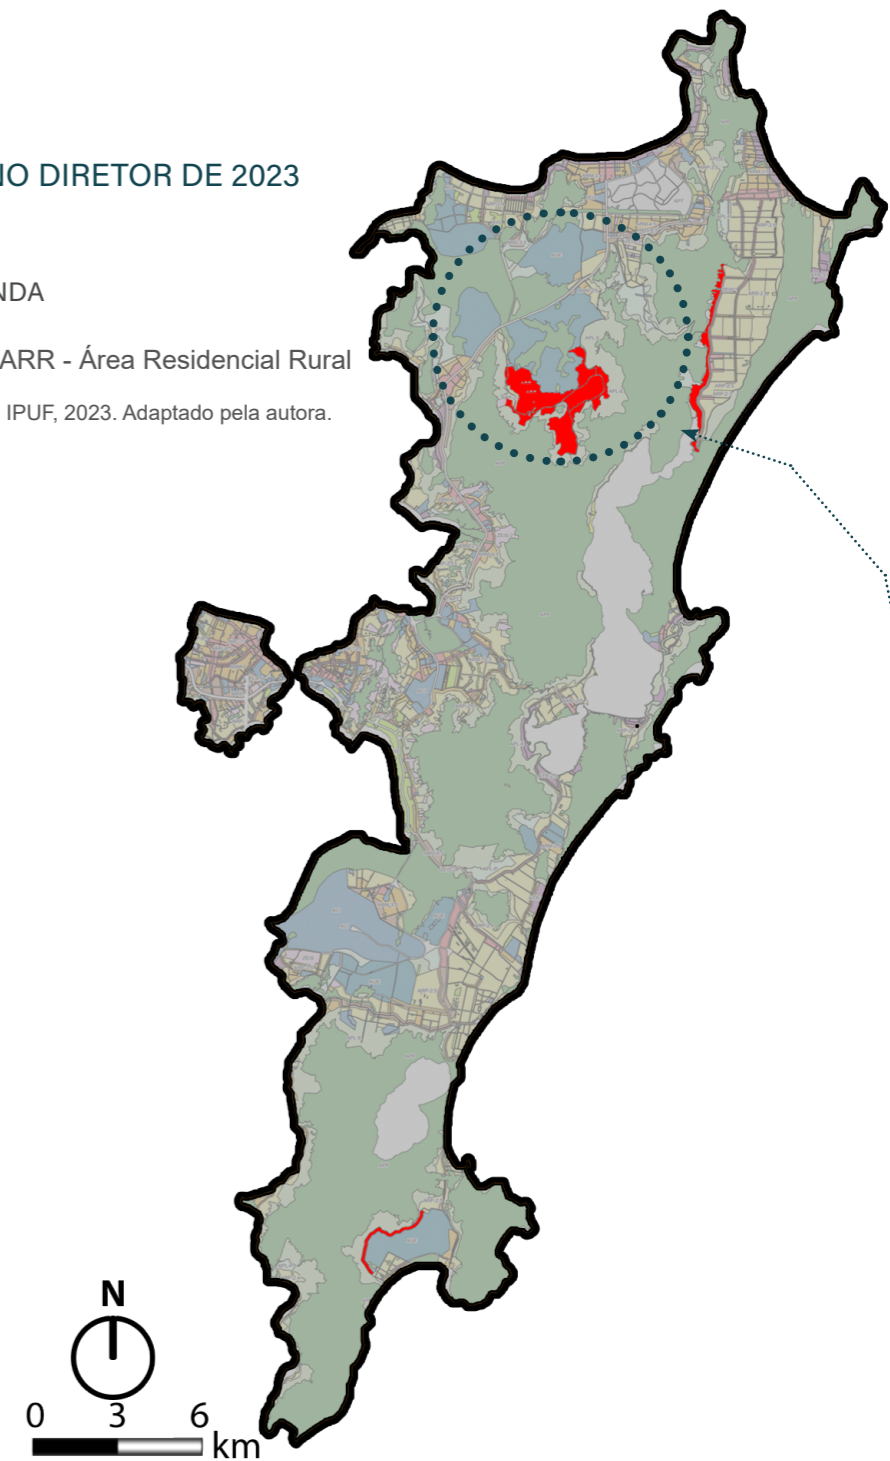 NO DIRETOR DE 2023
NDA
ARR - Área Residencial Rural
IPUF, 2023. Adaptado pela autora.
N
0 3 6
km